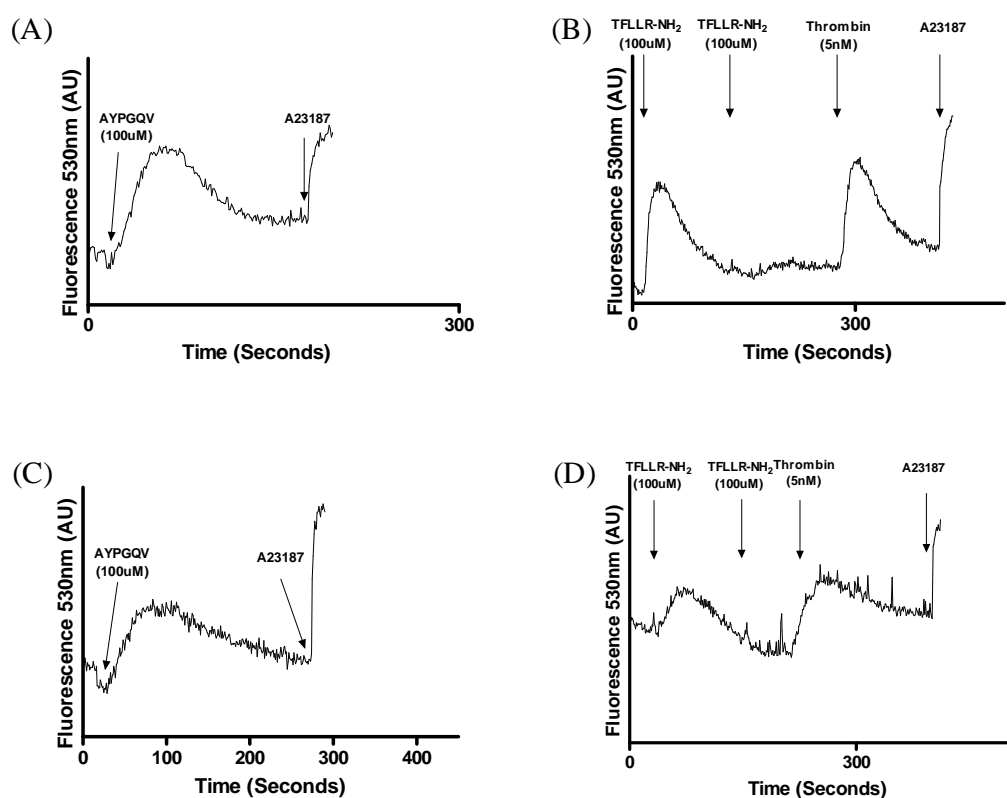 (A)
Fluorescence 530nm (AU)
AYPGQV
(100uM)
A23187
0
300
Time (Seconds)
(B)
Fluorescence 530nm (AU)
TFLLR-NH₂
(100uM)
TFLLR-NH₂
(100uM)
Thrombin
(5nM)
A23187
0
300
Time (Seconds)
(C)
Fluorescence 530nm (AU)
AYPGQV
(100uM)
A23187
0
100
200
300
400
Time (Seconds)
(D)
Fluorescence 530nm (AU)
TFLLR-NH₂
(100uM)
TFLLR-NH₂
(100uM)
Thrombin
(5nM)
A23187
0
300
Time (Seconds)